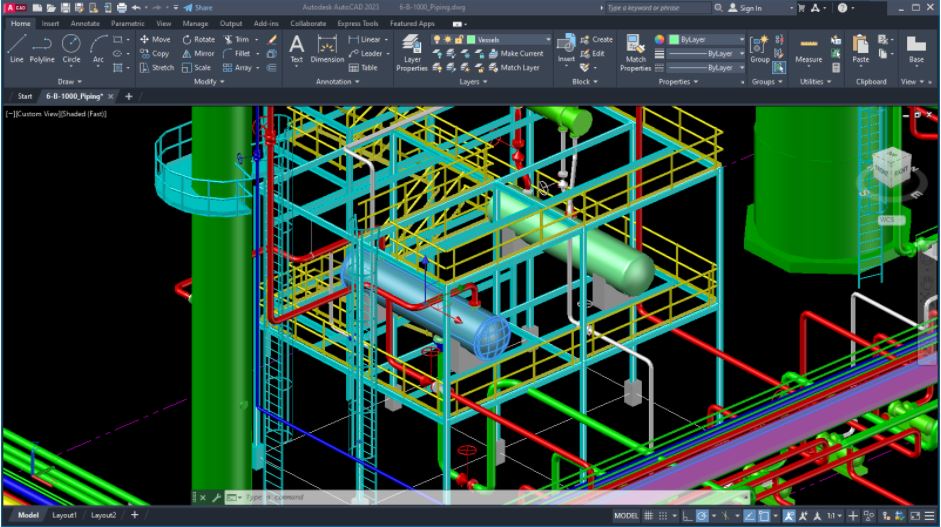 CAD Share Autodesk AutoCAD 2023 6-B-1000_Piping.dwg Type a keyword or phrase Sign In
Home Insert Annotate Parametric View Manage Output Add-ins Collaborate Express Tools Featured Apps
Line Polyline Circle Arc
Move Rotate Trim
Copy Mirror Fillet
Stretch Scale Array
Text Dimension
Linear
Leader
Table
Layer Properties
Vessels
Make Current
Match Layer
Insert
Create
Edit
Match Properties
ByLayer
ByLayer
ByLayer
Group Measure Paste Base
Draw Modify Annotation Layers Block Properties Groups Utilities Clipboard View
Start 6-B-1000_Piping*
[−][Custom View][Shaded (Fast)]
RIGHT
WCS
Type a command
Model Layout1 Layout2 MODEL 1:1